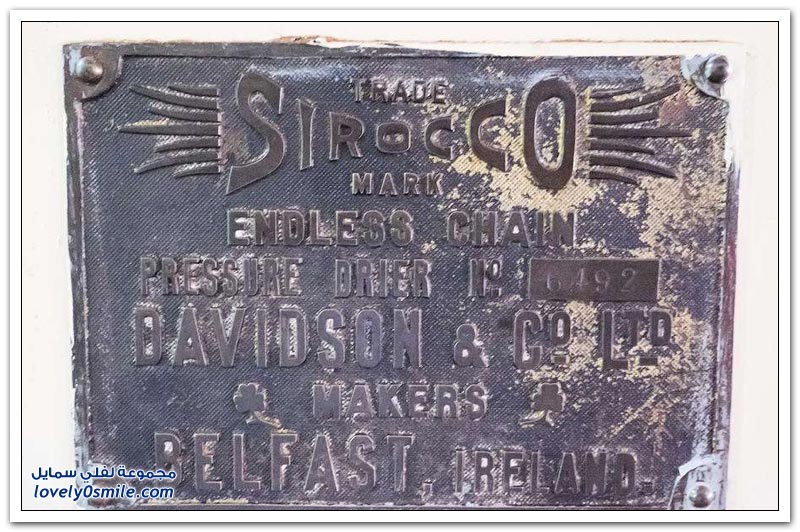 TRADE
SIROCCO
MARK
ENDLESS CHAIN
PRESSURE DRIER No 6492
DAVIDSON & Co LTD
MAKERS
BELFAST, IRELAND.
مجموعة لفلي سمايل
lovely0smile.com